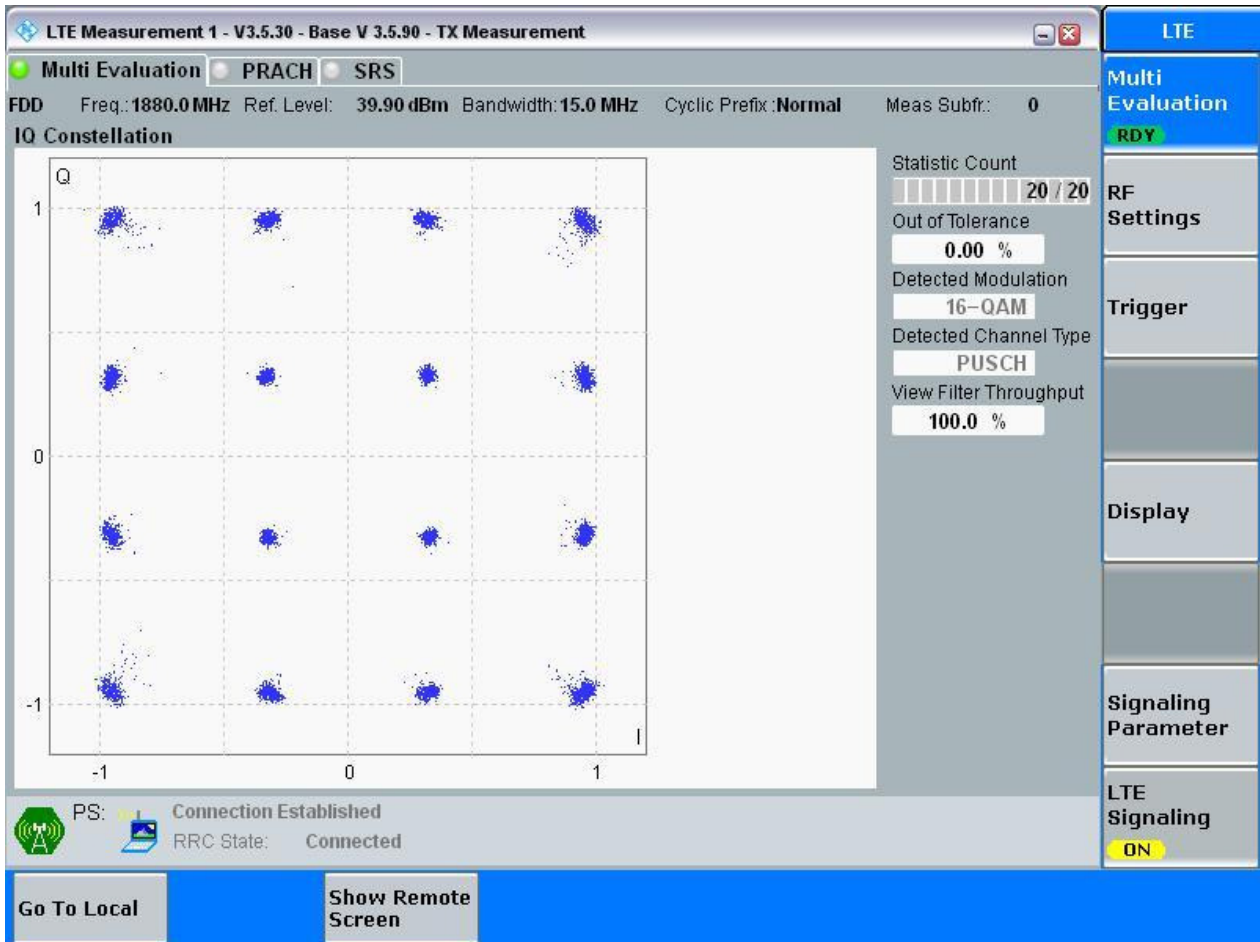 LTE Measurement 1 - V3.5.30 - Base V 3.5.90 - TX Measurement
LTE
Multi Evaluation PRACH SRS
FDD Freq.: 1880.0 MHz Ref. Level: 39.90 dBm Bandwidth: 15.0 MHz Cyclic Prefix : Normal Meas Subfr.: 0
IQ Constellation
Q
1
0
-1
-1 0 1
I
Statistic Count
20 / 20
Out of Tolerance
0.00 %
Detected Modulation
16-QAM
Detected Channel Type
PUSCH
View Filter Throughput
100.0 %
Multi
Evaluation
RDY
RF
Settings
Trigger
Display
Signaling
Parameter
LTE
Signaling
ON
PS: Connection Established
RRC State: Connected
Go To Local
Show Remote
Screen